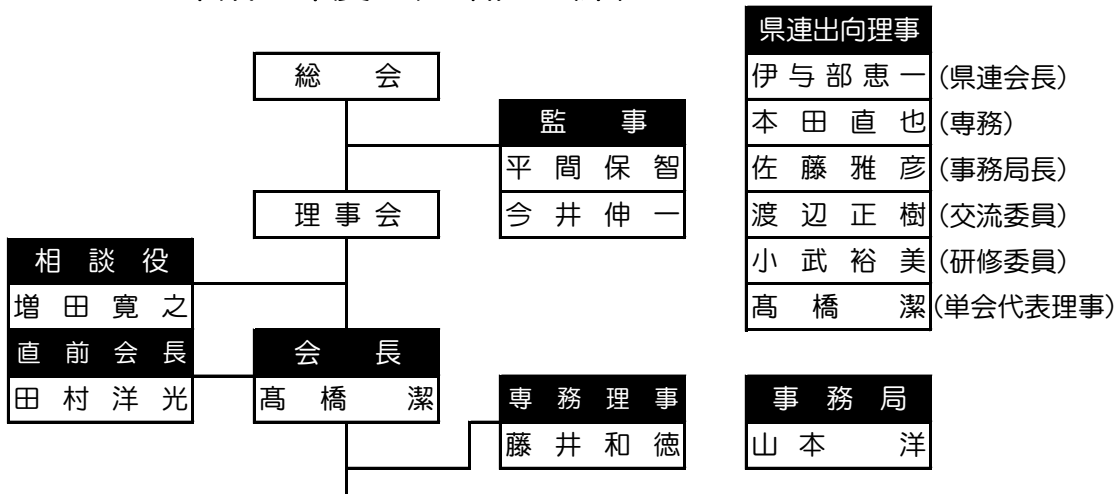 総会
監事
平間保智
今井伸一
理事会
相談役
増田寛之
直前会長
田村洋光
会長
髙橋潔
専務理事
藤井和徳
事務局
山本洋
県連出向理事
伊与部恵一(県連会長)
本田直也(専務)
佐藤雅彦(事務局長)
渡辺正樹(交流委員)
小武裕美(研修委員)
髙橋潔(単会代表理事)